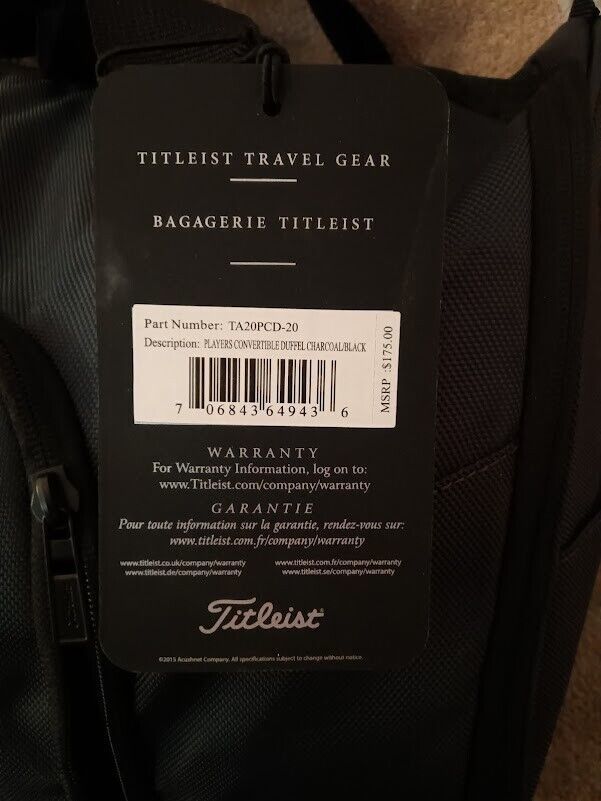 TITLEIST TRAVEL GEAR
BAGAGERIE TITLEIST
Part Number: TA20PCD-20
Description: PLAYERS CONVERTIBLE DUFFEL CHARCOAL/BLACK
MSRP :$175.00
7 06843 64943 6
WARRANTY
For Warranty Information, log on to:
www.Titleist.com/company/warranty
GARANTIE
Pour toute information sur la garantie, rendez-vous sur:
www.titleist.com.fr/company/warranty
www.titleist.co.uk/company/warranty www.titleist.com.fr/company/warranty
www.titleist.de/company/warranty www.titleist.se/company/warranty
Titleist
©2015 Acushnet Company. All specifications subject to change without notice.